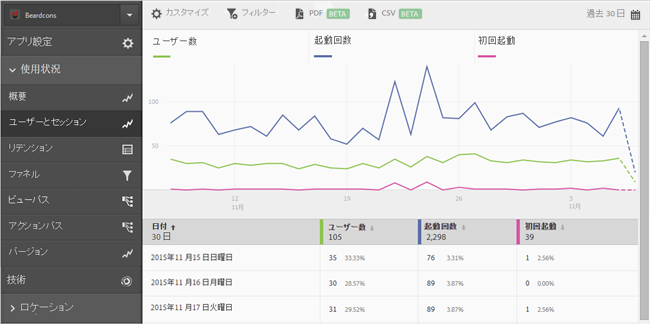 Beardcons
カスタマイズ フィルター PDF BETA CSV BETA 過去 30 日
アプリ設定
使用状況
概要
ユーザーとセッション
リテンション
ファネル
ビューパス
アクションパス
バージョン
技術
ロケーション
ユーザー数 起動回数 初回起動
100
50
12 19 26 3
11月 11月
日付 ユーザー数 起動回数 初回起動
30 日 105 2,298 39
2015年11 月15 日日曜日 35 33.33% 76 3.31% 1 2.56%
2015年11 月16 日月曜日 30 28.57% 89 3.87% 0 0.00%
2015年11 月17 日火曜日 31 29.52% 89 3.87% 1 2.56%